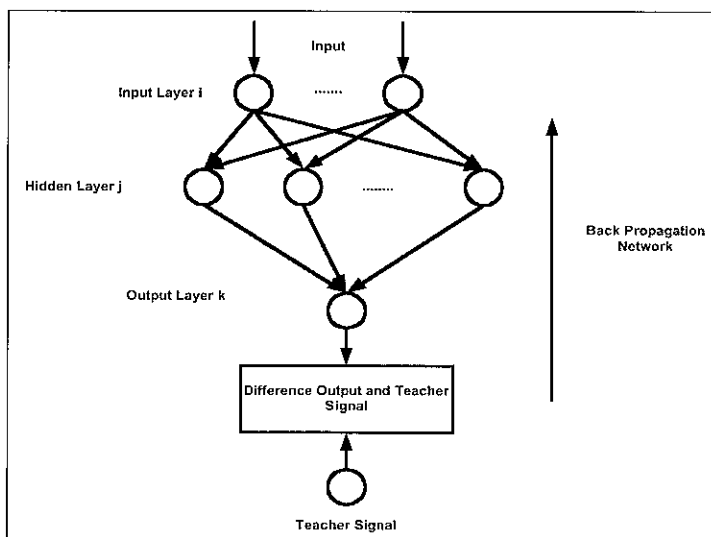 Input
Input Layer i
.......
Hidden Layer j
........
Back Propagation
Network
Output Layer k
Difference Output and Teacher
Signal
Teacher Signal